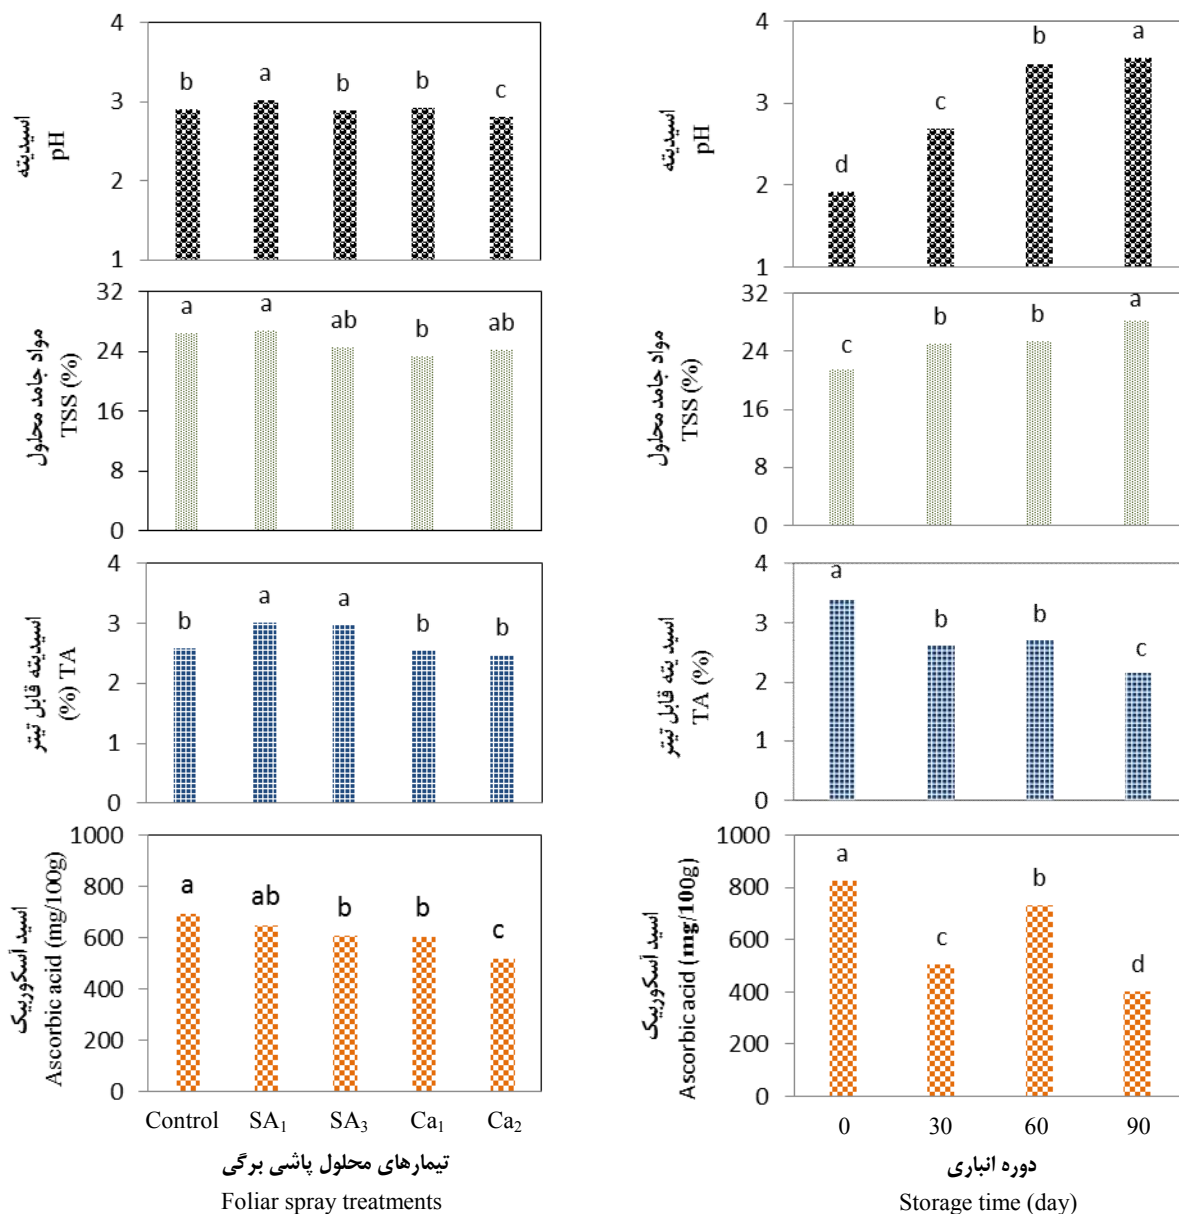 اسیدیته
pH
4
3
2
1
b
a
b
b
c
مواد جامد محلول
TSS (%)
32
24
16
8
0
a
a
ab
b
ab
اسیدیته قابل تیتر
(%) TA
4
3
2
1
0
b
a
a
b
b
اسید آسکوربیک
Ascorbic acid (mg/100g)
1000
800
600
400
200
0
a
ab
b
b
c
Control SA₁ SA₃ Ca₁ Ca₂
تیمارهای محلول پاشی برگی
Foliar spray treatments
اسیدیته
pH
4
3
2
1
d
c
b
a
مواد جامد محلول
TSS (%)
32
24
16
8
0
c
b
b
a
اسید یته قابل تیتر
TA (%)
4
3
2
1
0
a
b
b
c
اسید آسکوربیک
Ascorbic acid (mg/100g)
1000
800
600
400
200
0
a
c
b
d
0 30 60 90
دوره انباری
Storage time (day)